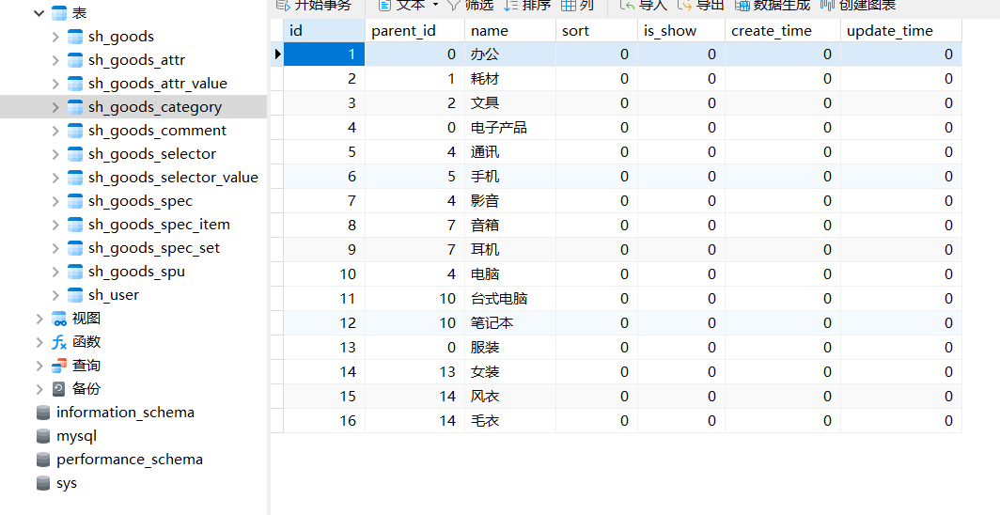 表
sh_goods
sh_goods_attr
sh_goods_attr_value
sh_goods_category
sh_goods_comment
sh_goods_selector
sh_goods_selector_value
sh_goods_spec
sh_goods_spec_item
sh_goods_spec_set
sh_goods_spu
sh_user
视图
函数
查询
备份
information_schema
mysql
performance_schema
sys
开始事务 文本 筛选 排序 列 导入 导出 数据生成 创建图表
id parent_id name sort is_show create_time update_time
1 0 办公 0 0 0 0
2 1 耗材 0 0 0 0
3 2 文具 0 0 0 0
4 0 电子产品 0 0 0 0
5 4 通讯 0 0 0 0
6 5 手机 0 0 0 0
7 4 影音 0 0 0 0
8 7 音箱 0 0 0 0
9 7 耳机 0 0 0 0
10 4 电脑 0 0 0 0
11 10 台式电脑 0 0 0 0
12 10 笔记本 0 0 0 0
13 0 服装 0 0 0 0
14 13 女装 0 0 0 0
15 14 风衣 0 0 0 0
16 14 毛衣 0 0 0 0